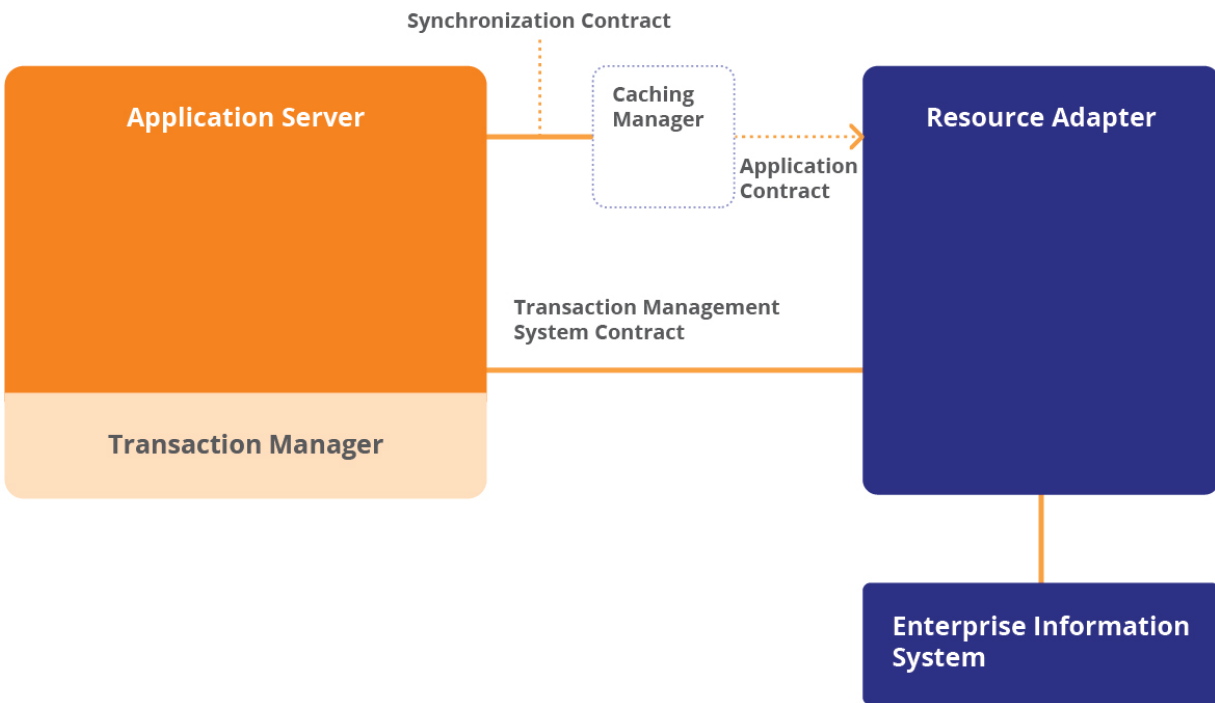 Synchronization Contract
Application Server
Caching
Manager
Resource Adapter
Application
Contract
Transaction Management
System Contract
Transaction Manager
Enterprise Information
System